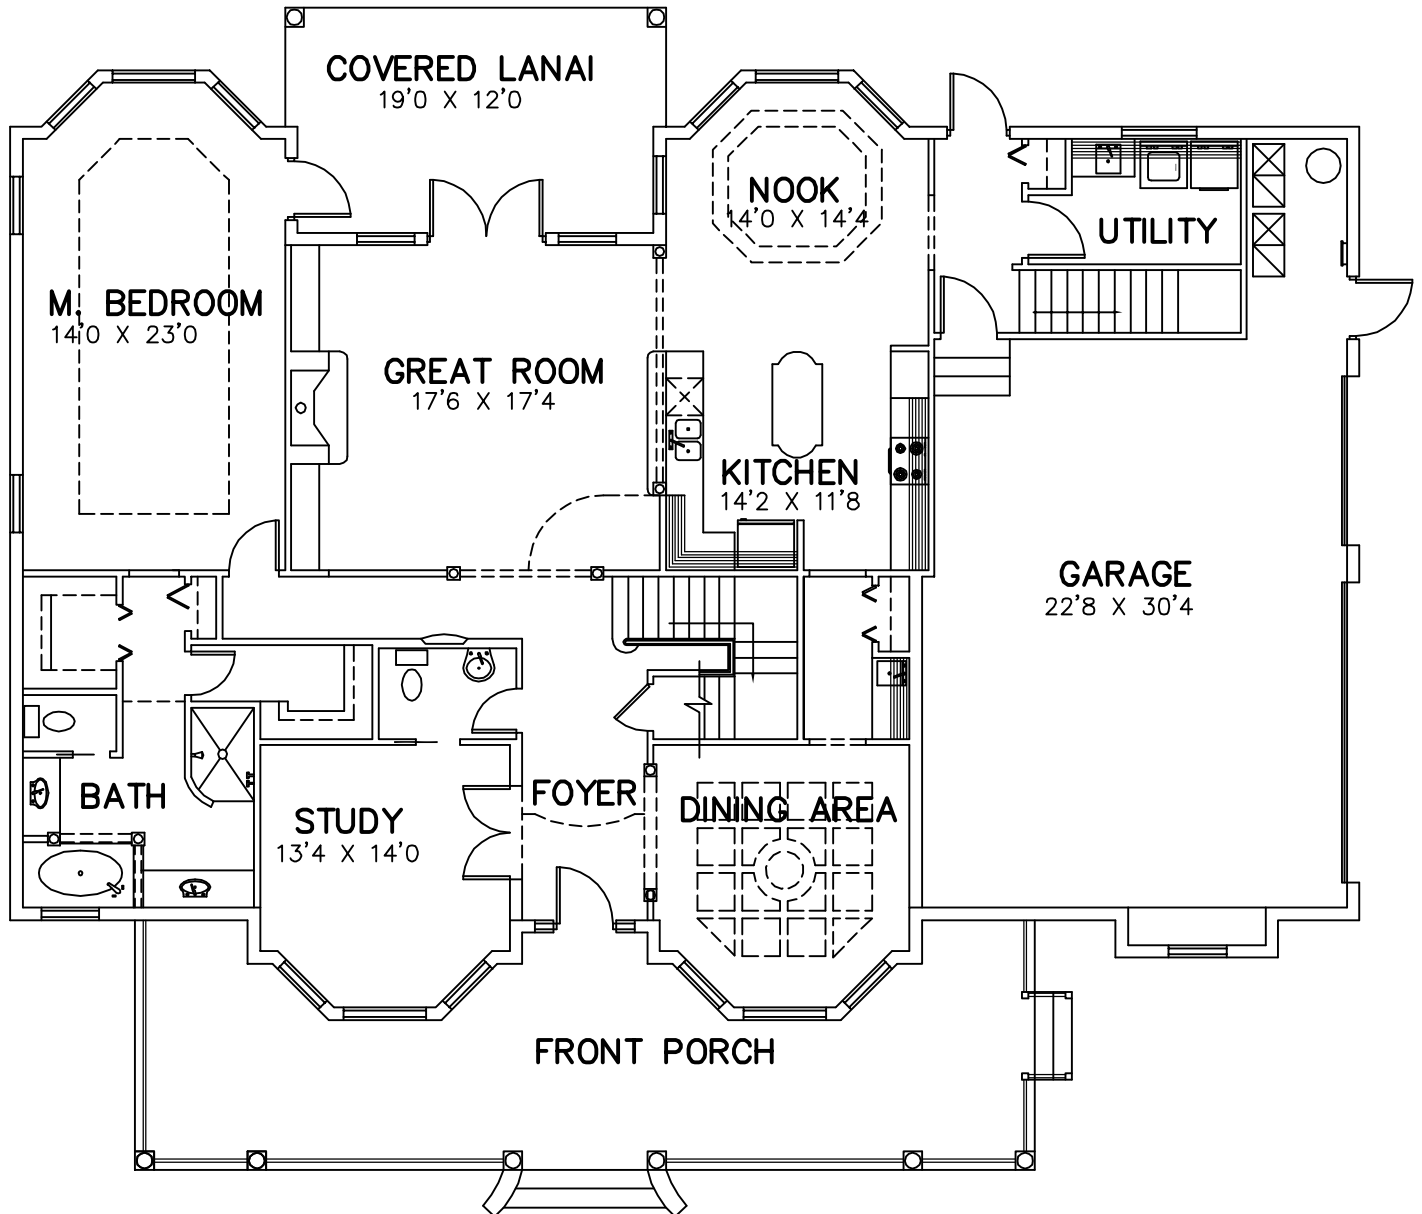 COVERED LANAI
19'0 X 12'0
NOOK
14'0 X 14'4
UTILITY
M. BEDROOM
14'0 X 23'0
GREAT ROOM
17'6 X 17'4
KITCHEN
14'2 X 11'8
GARAGE
22'8 X 30'4
BATH
STUDY
13'4 X 14'0
FOYER
DINING AREA
FRONT PORCH